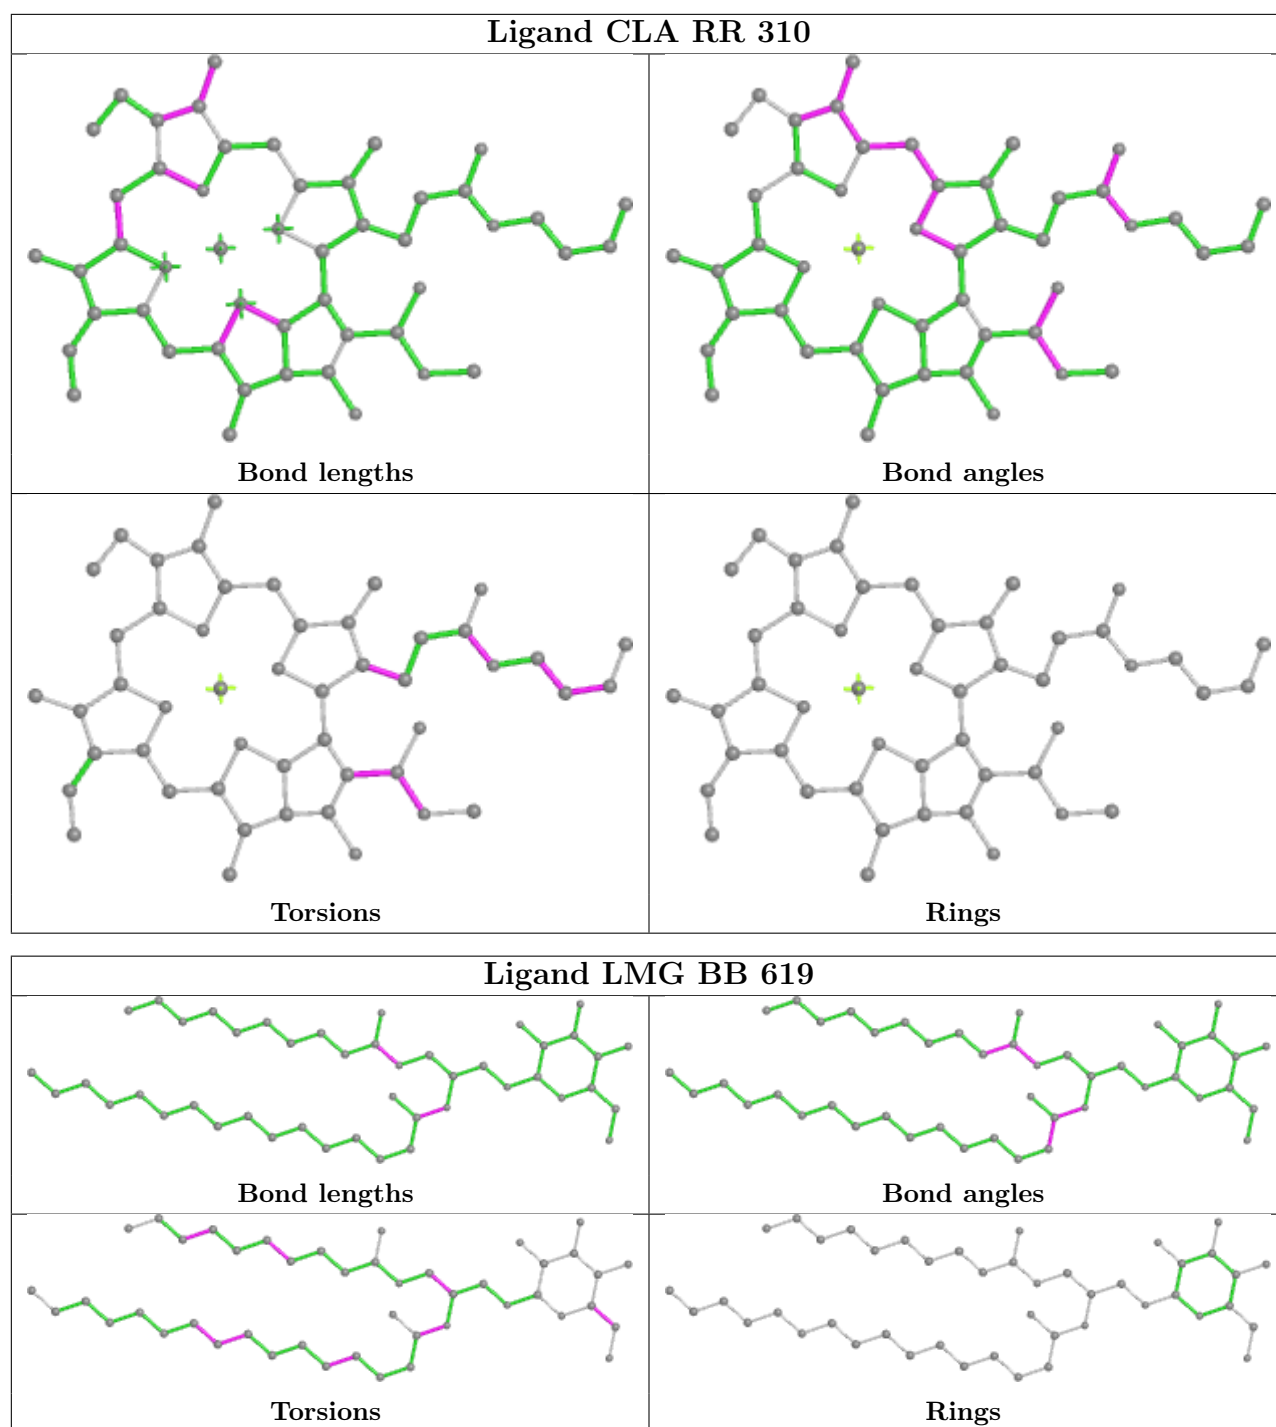 Ligand CLA RR 310
Bond lengths
Bond angles
Torsions
Rings
Ligand LMG BB 619
Bond lengths
Bond angles
Torsions
Rings